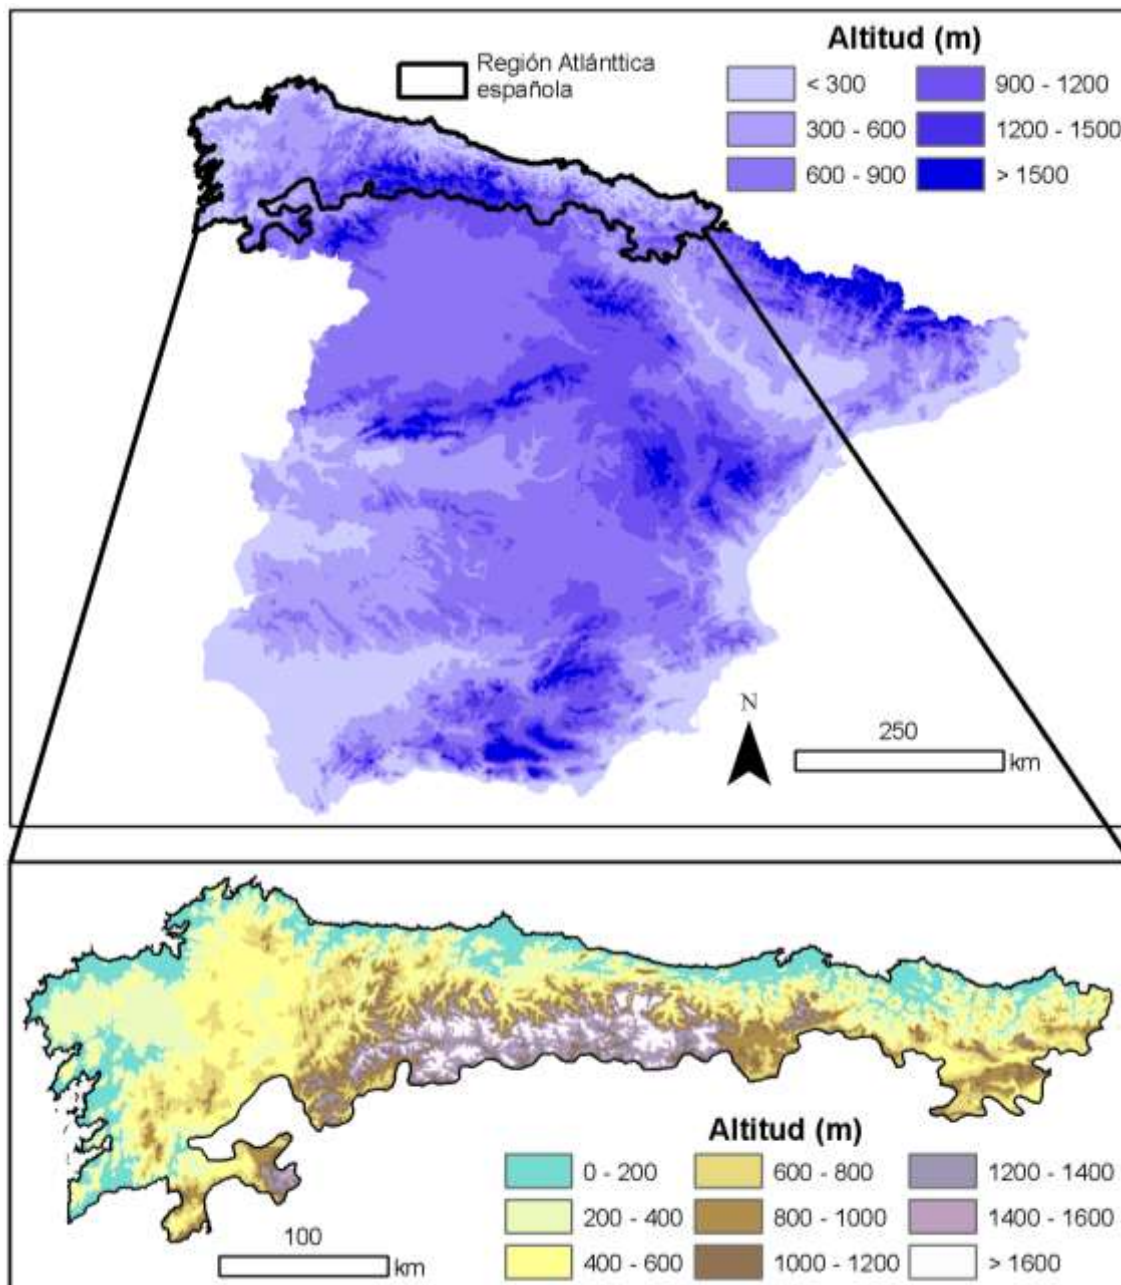 Altitud (m)
Región Atlánttica
española
< 300
900 - 1200
300 - 600
1200 - 1500
600 - 900
> 1500
N
250
km
Altitud (m)
0 - 200
600 - 800
1200 - 1400
200 - 400
800 - 1000
1400 - 1600
400 - 600
1000 - 1200
> 1600
100
km